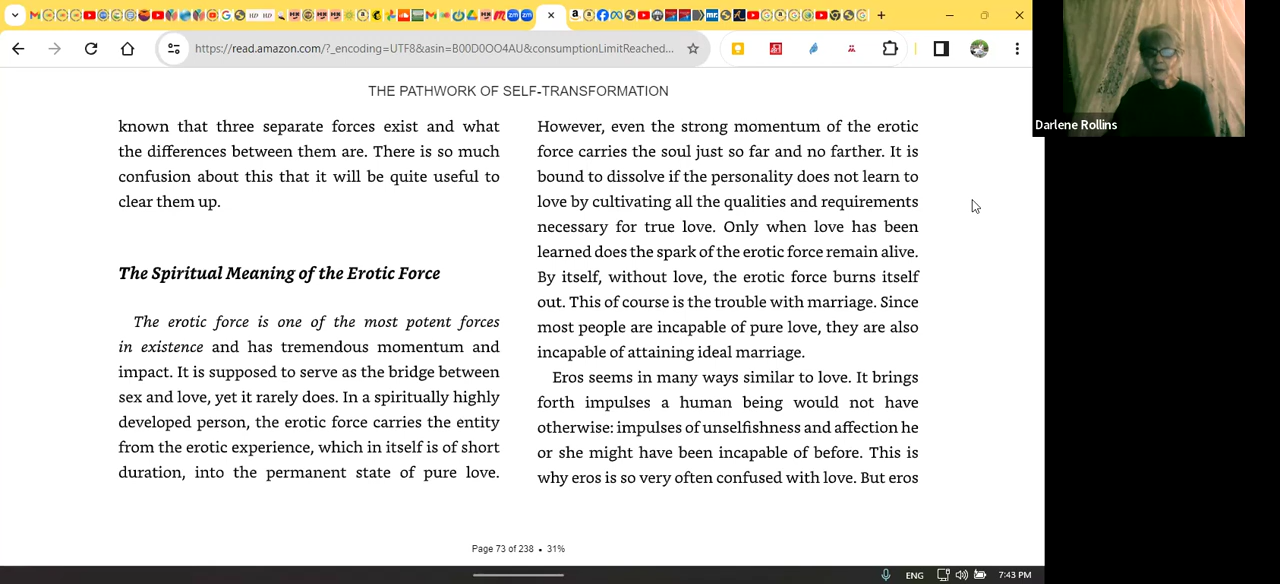 https://read.amazon.com/?_encoding=UTF8&asin=B00D0OO4AU&consumptionLimitReached...
Darlene Rollins
THE PATHWORK OF SELF-TRANSFORMATION
known that three separate forces exist and what
the differences between them are. There is so much
confusion about this that it will be quite useful to
clear them up.
The Spiritual Meaning of the Erotic Force
The erotic force is one of the most potent forces
in existence and has tremendous momentum and
impact. It is supposed to serve as the bridge between
sex and love, yet it rarely does. In a spiritually highly
developed person, the erotic force carries the entity
from the erotic experience, which in itself is of short
duration, into the permanent state of pure love.
However, even the strong momentum of the erotic
force carries the soul just so far and no farther. It is
bound to dissolve if the personality does not learn to
love by cultivating all the qualities and requirements
necessary for true love. Only when love has been
learned does the spark of the erotic force remain alive.
By itself, without love, the erotic force burns itself
out. This of course is the trouble with marriage. Since
most people are incapable of pure love, they are also
incapable of attaining ideal marriage.
Eros seems in many ways similar to love. It brings
forth impulses a human being would not have
otherwise: impulses of unselfishness and affection he
or she might have been incapable of before. This is
why eros is so very often confused with love. But eros
Page 73 of 238 • 31%
ENG
7:43 PM